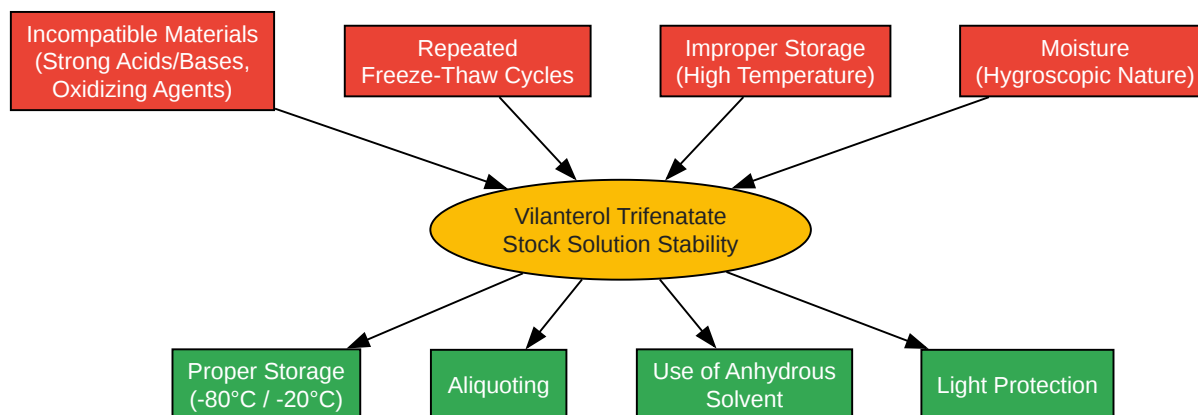 Incompatible Materials
(Strong Acids/Bases,
Oxidizing Agents)
Repeated
Freeze-Thaw Cycles
Improper Storage
(High Temperature)
Moisture
(Hygroscopic Nature)
Vilanterol Trifenatate
Stock Solution Stability
Proper Storage
(-80°C / -20°C)
Aliquoting
Use of Anhydrous
Solvent
Light Protection